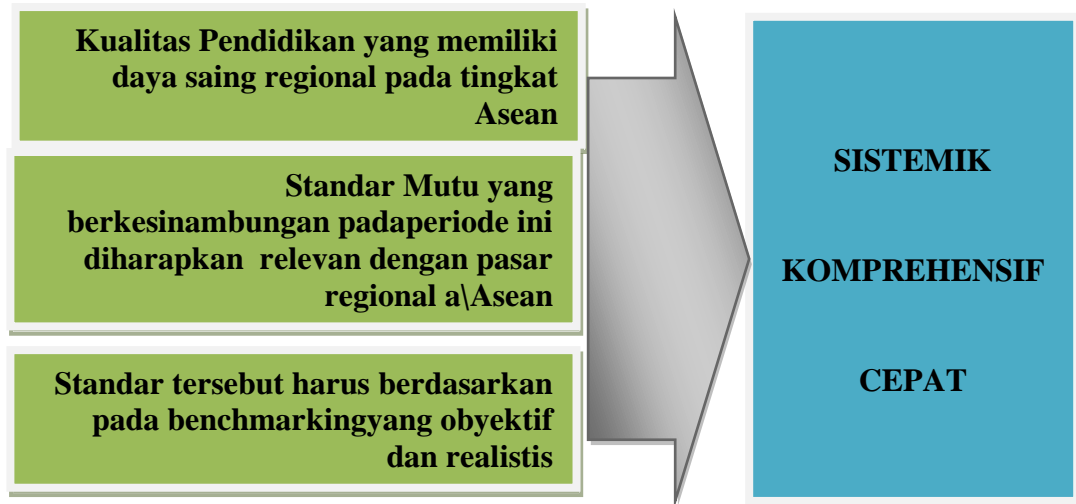 Kualitas Pendidikan yang memiliki
daya saing regional pada tingkat
Asean
Standar Mutu yang
berkesinambungan padaperiode ini
diharapkan relevan dengan pasar
regional a\Asean
Standar tersebut harus berdasarkan
pada benchmarkingyang obyektif
dan realistis
SISTEMIK
KOMPREHENSIF
CEPAT